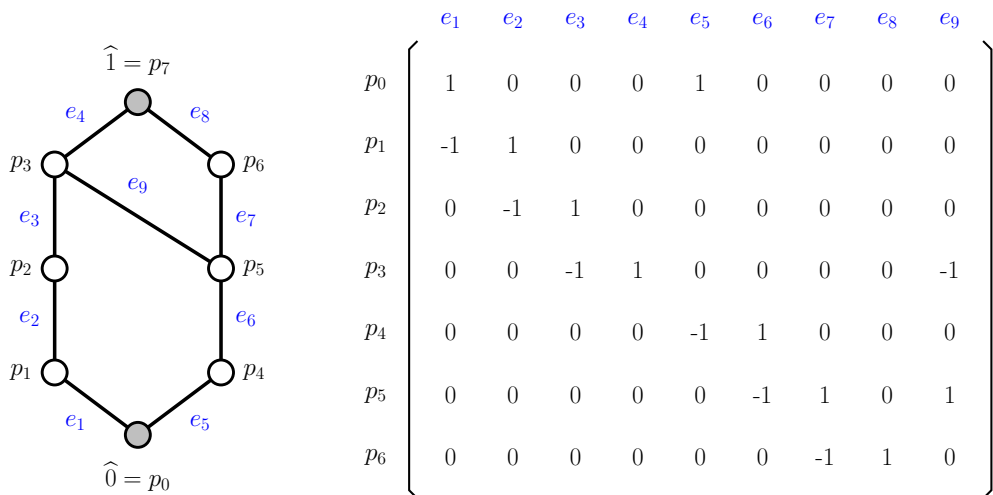 e₁ e₂ e₃ e₄ e₅ e₆ e₇ e₈ e₉
1̂ = p₇
e₄ e₈
p₃ p₆
e₉
e₃ e₇
p₂ p₅
e₂ e₆
p₁ p₄
e₁ e₅
0̂ = p₀
p₀ 1 0 0 0 1 0 0 0 0
p₁ -1 1 0 0 0 0 0 0 0
p₂ 0 -1 1 0 0 0 0 0 0
p₃ 0 0 -1 1 0 0 0 0 -1
p₄ 0 0 0 0 -1 1 0 0 0
p₅ 0 0 0 0 0 -1 1 0 1
p₆ 0 0 0 0 0 0 -1 1 0